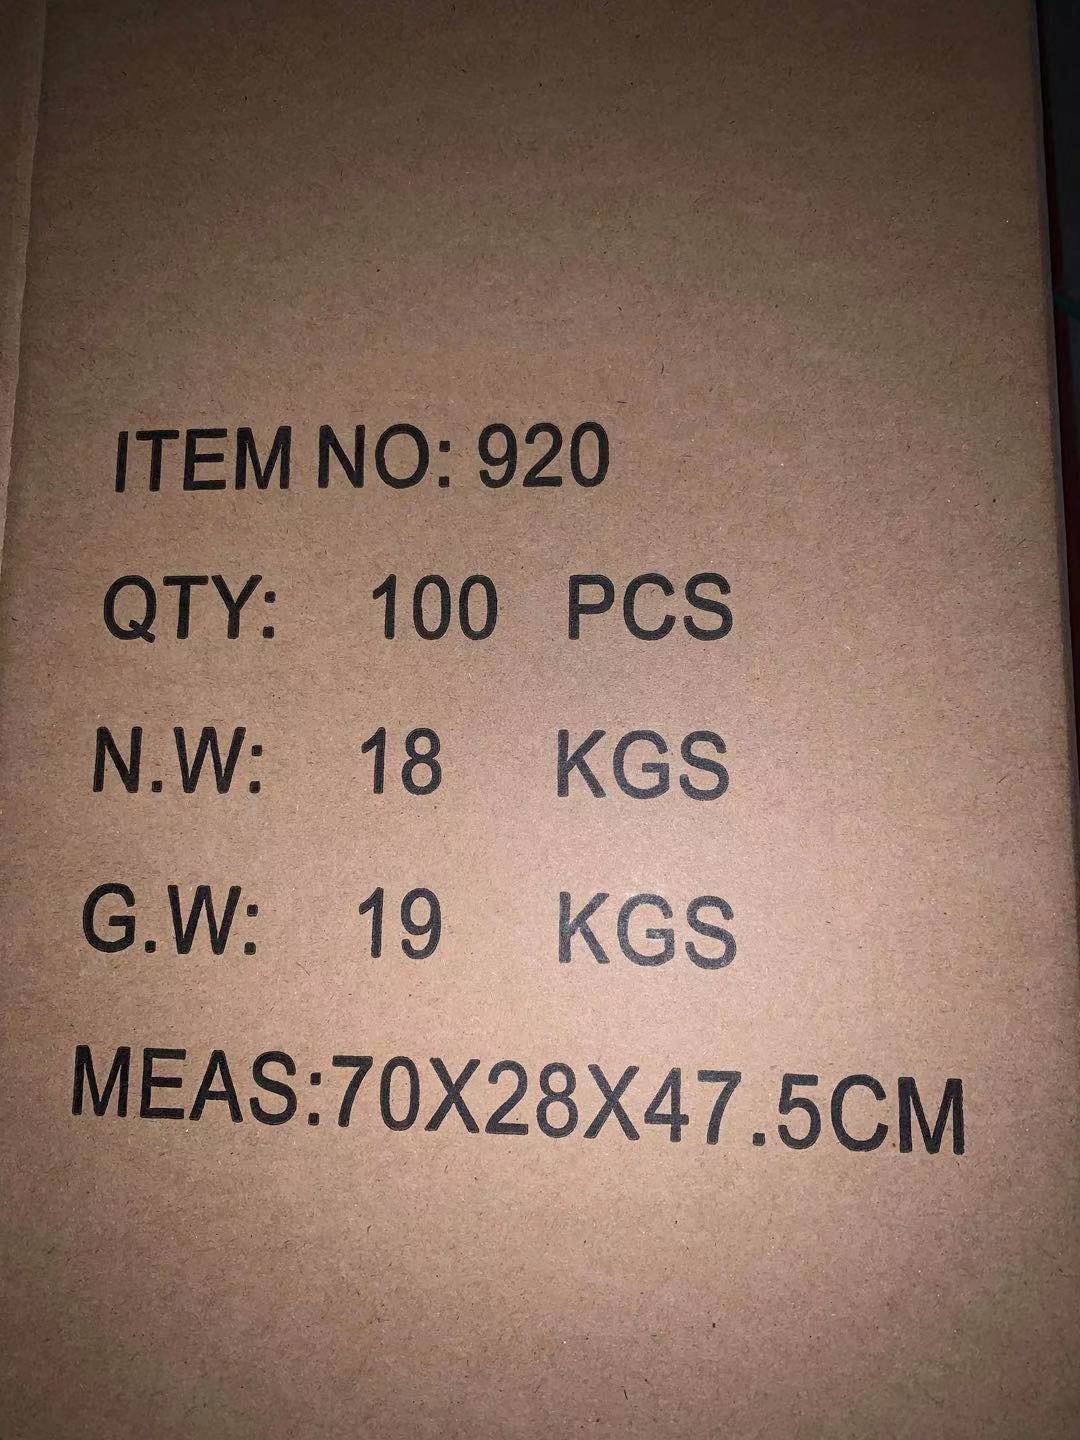 ITEM NO: 920
QTY: 100 PCS
N.W: 18 KGS
G.W: 19 KGS
MEAS:70X28X47.5CM